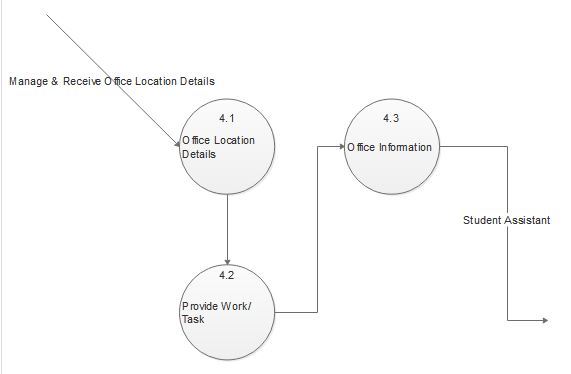 Manage & Receive Office Location Details
4.1
Office Location
Details
4.3
Office Information
Student Assistant
4.2
Provide Work/
Task